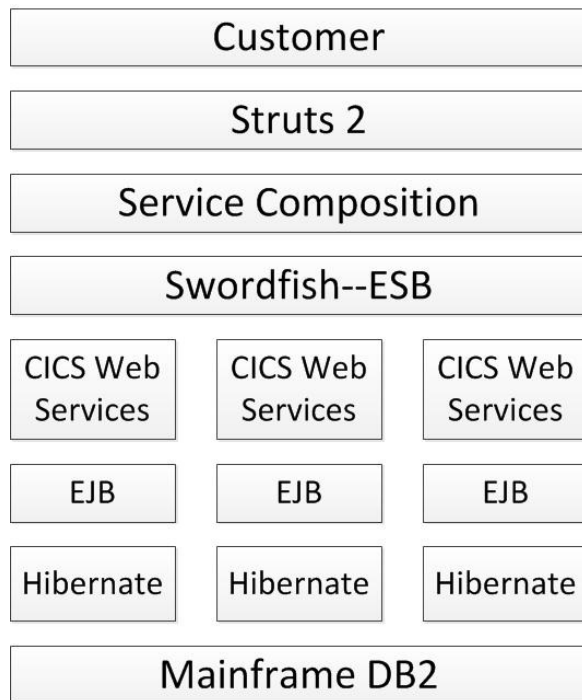 Customer
Struts 2
Service Composition
Swordfish--ESB
CICS Web
Services
CICS Web
Services
CICS Web
Services
EJB
EJB
EJB
Hibernate
Hibernate
Hibernate
Mainframe DB2